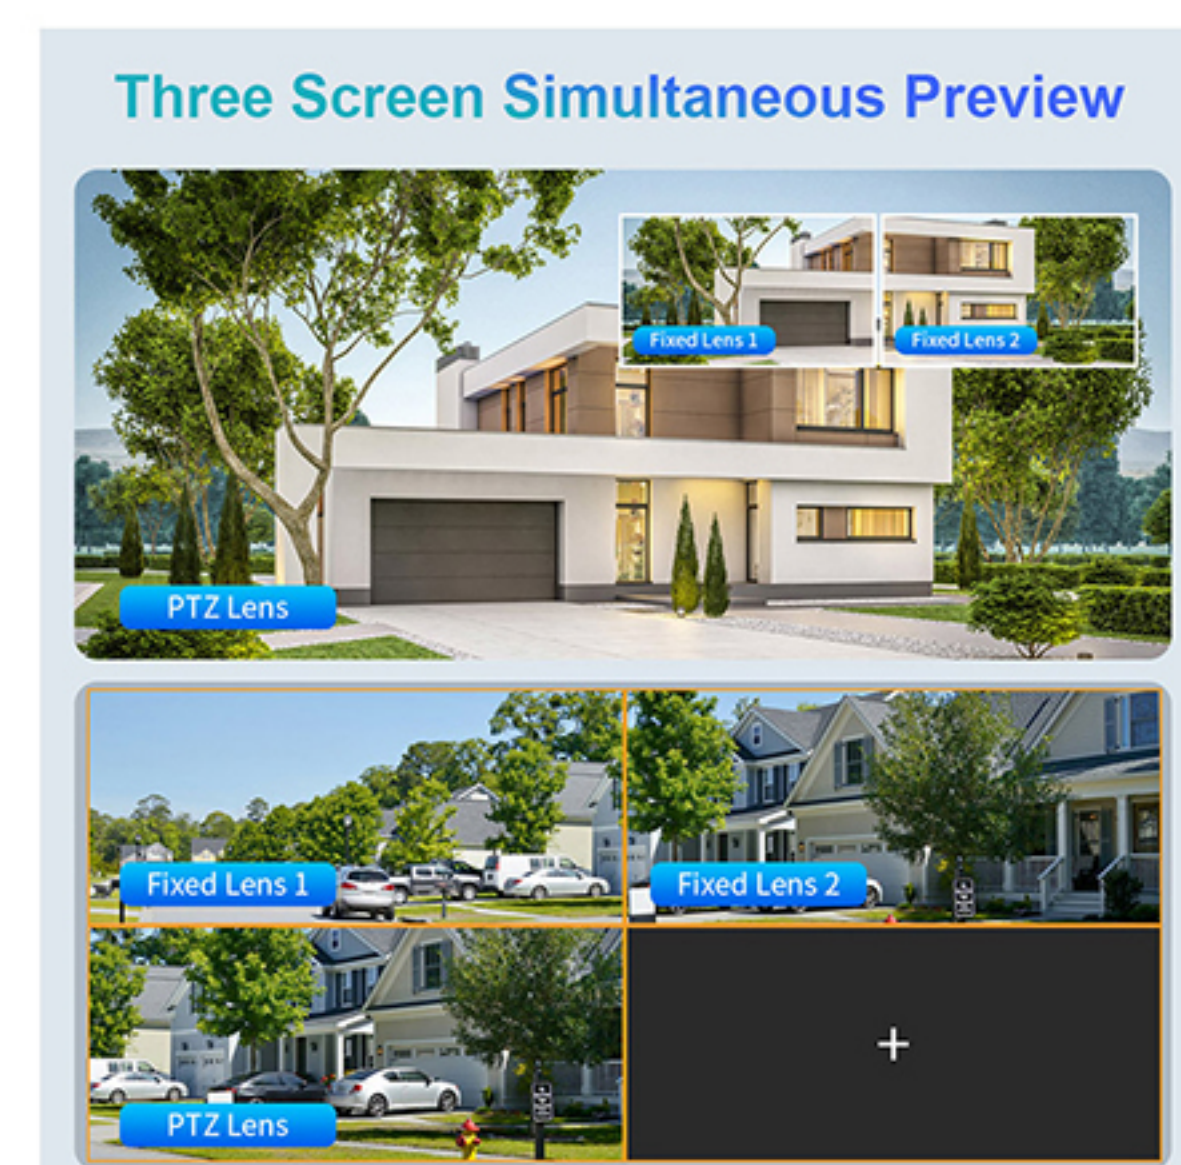 Three Screen Simultaneous Preview
Fixed Lens 1
Fixed Lens 2
PTZ Lens
Fixed Lens 1
Fixed Lens 2
PTZ Lens